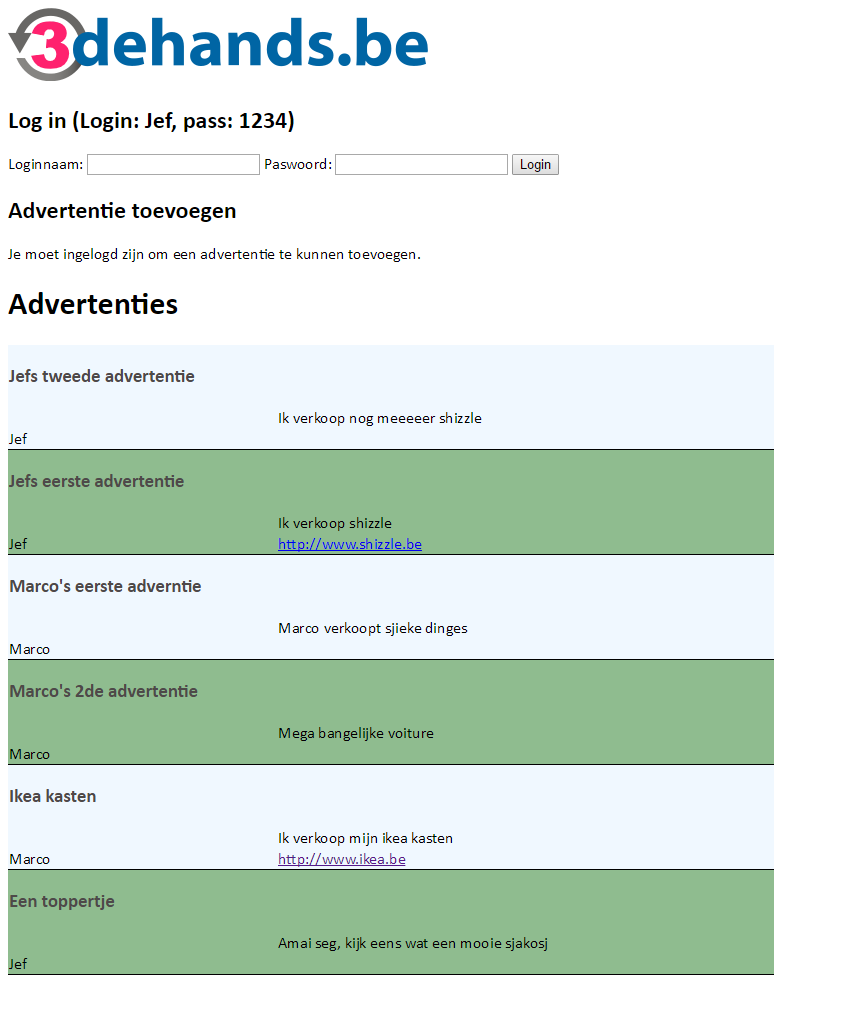 3dehands.be
Log in (Login: Jef, pass: 1234)
Loginnaam: Paswoord: Login
Advertentie toevoegen
Je moet ingelogd zijn om een advertentie te kunnen toevoegen.
Advertenties
Jefs tweede advertentie
Ik verkoop nog meeeeer shizzle
Jef
Jefs eerste advertentie
Ik verkoop shizzle
Jef http://www.shizzle.be
Marco's eerste adverntie
Marco verkoopt sjieke dinges
Marco
Marco's 2de advertentie
Mega bangelijke voiture
Marco
Ikea kasten
Ik verkoop mijn ikea kasten
Marco http://www.ikea.be
Een toppertje
Amai seg, kijk eens wat een mooie sjakosj
Jef